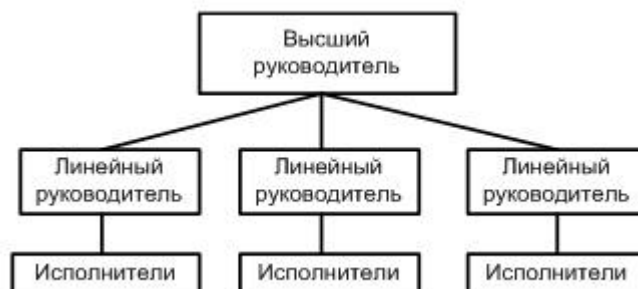 Высший
руководитель
Линейный
руководитель
Линейный
руководитель
Линейный
руководитель
Исполнители
Исполнители
Исполнители